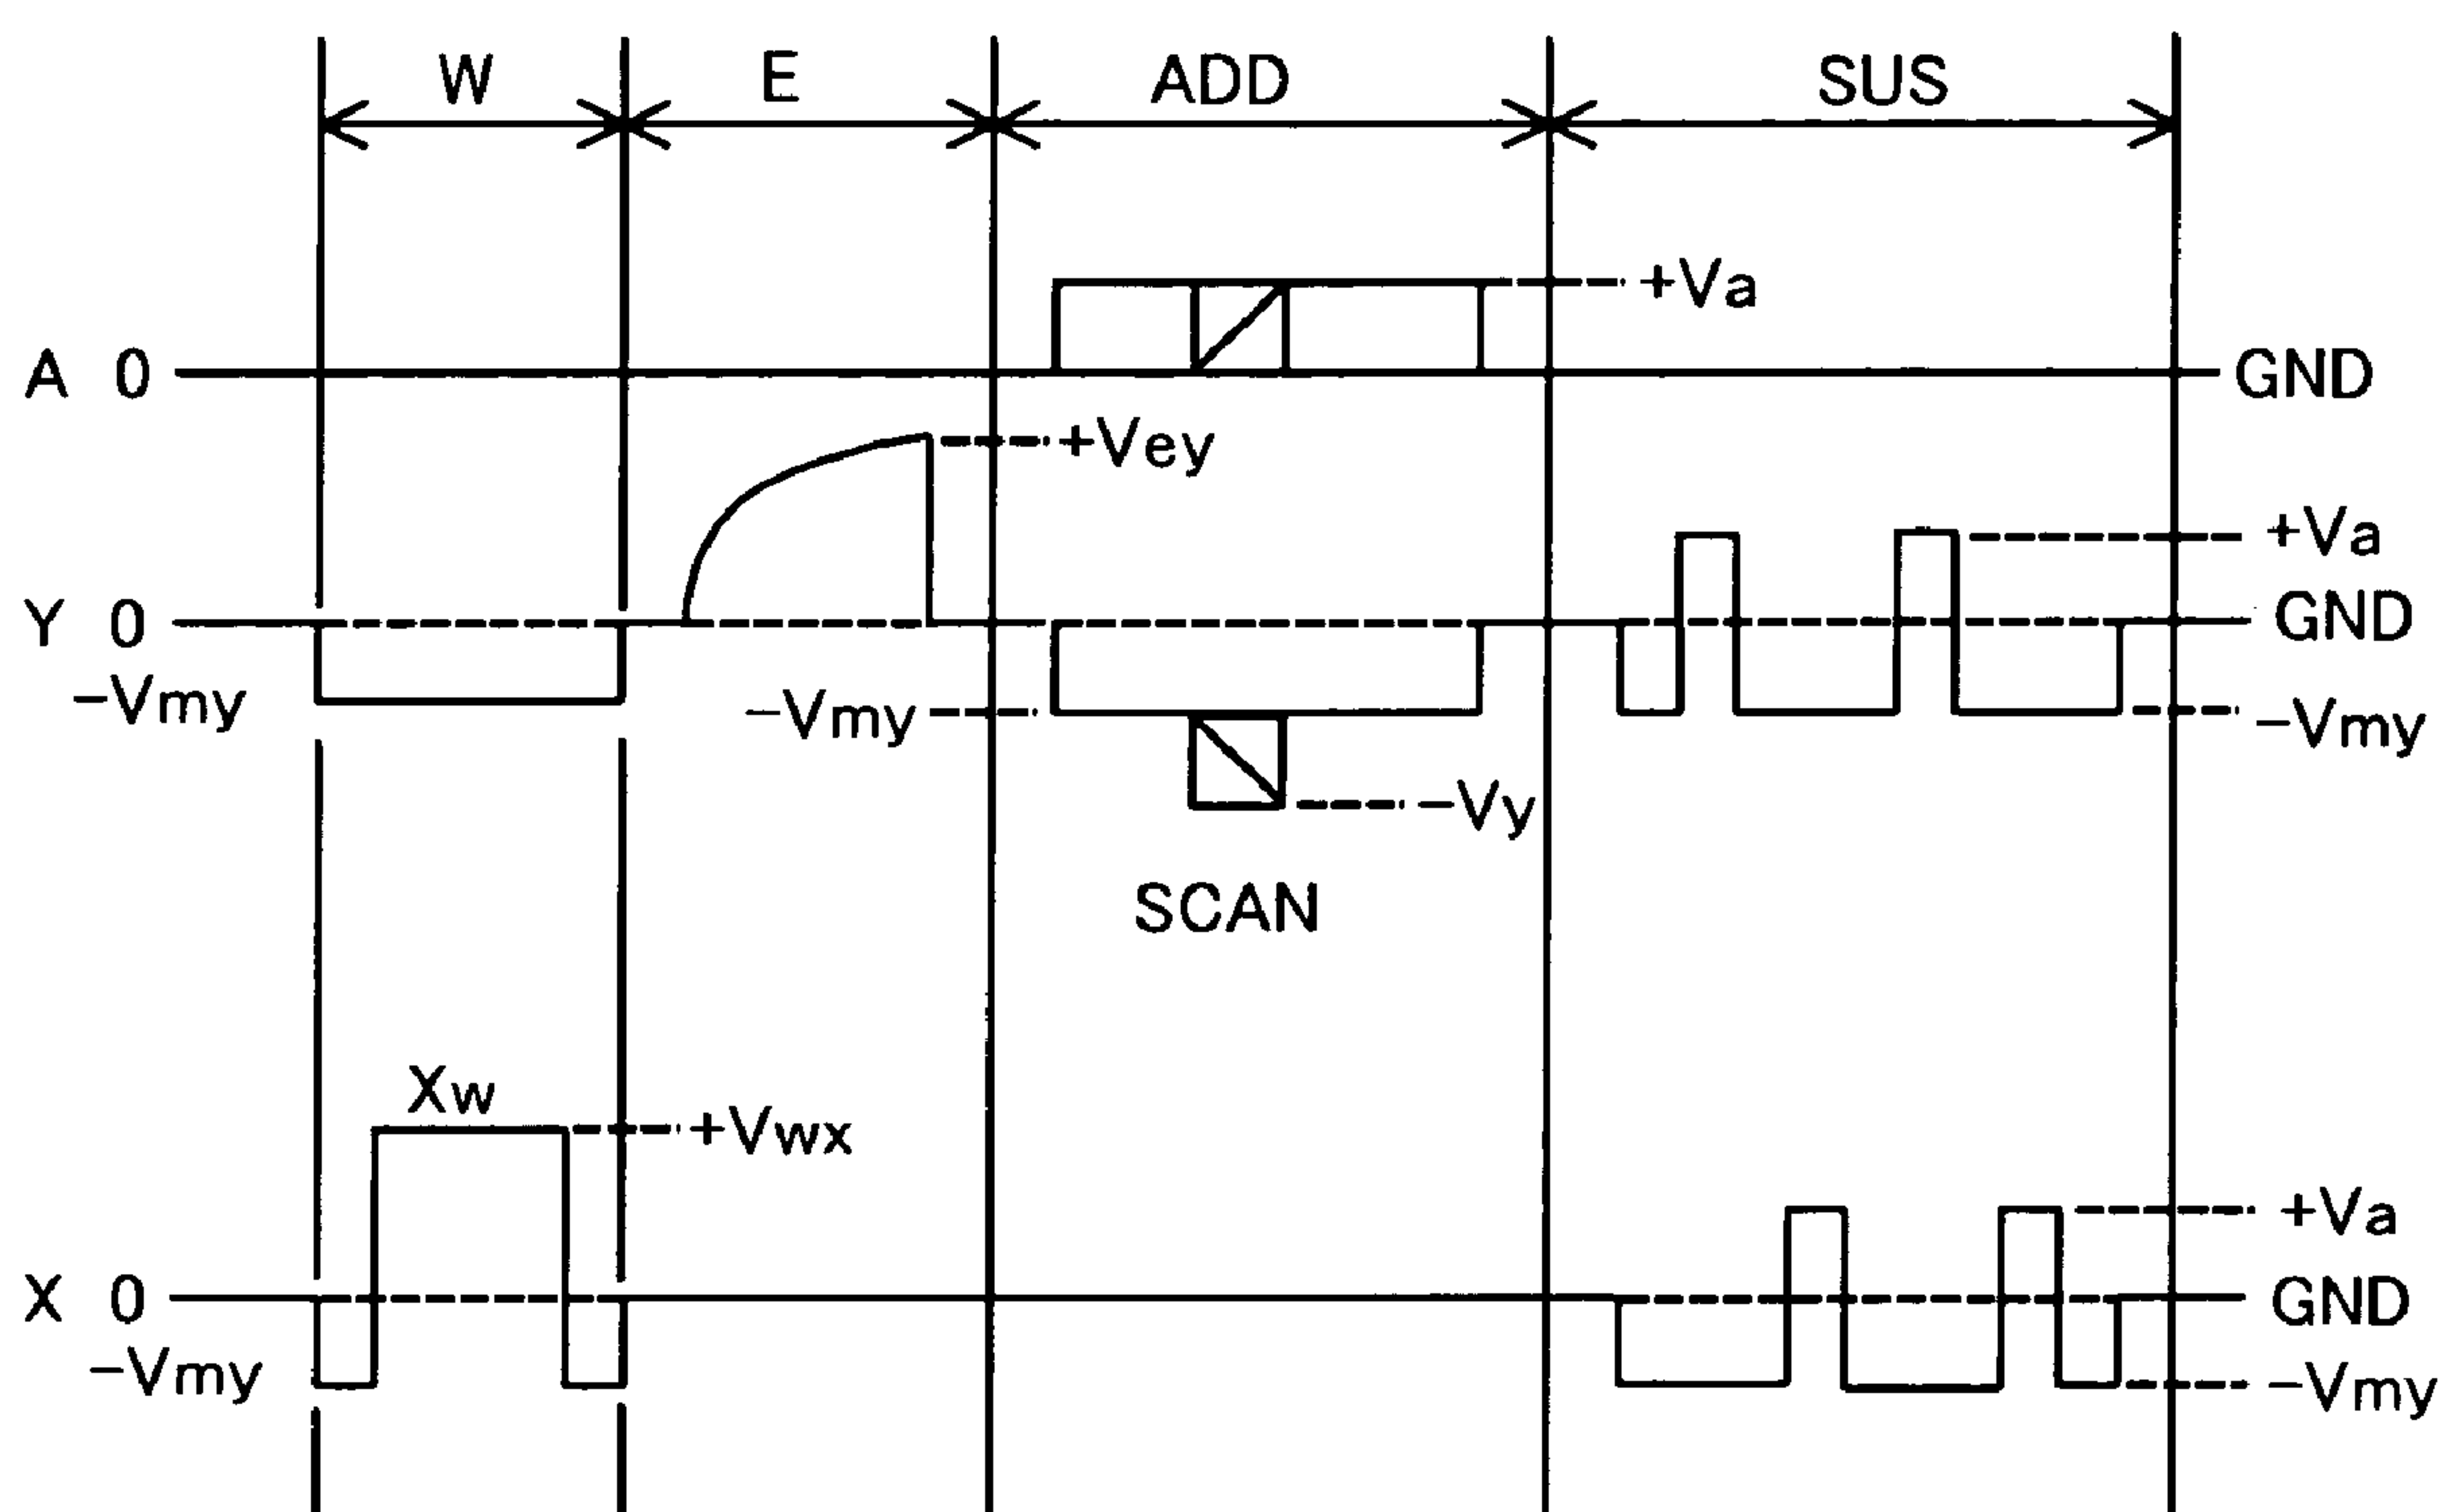 W E ADD SUS
+Va
A 0 GND
+Vey
+Va
Y 0 GND
−Vmy −Vmy −Vmy
−Vy
SCAN
Xw
+Vwx
+Va
X 0 GND
−Vmy −Vmy